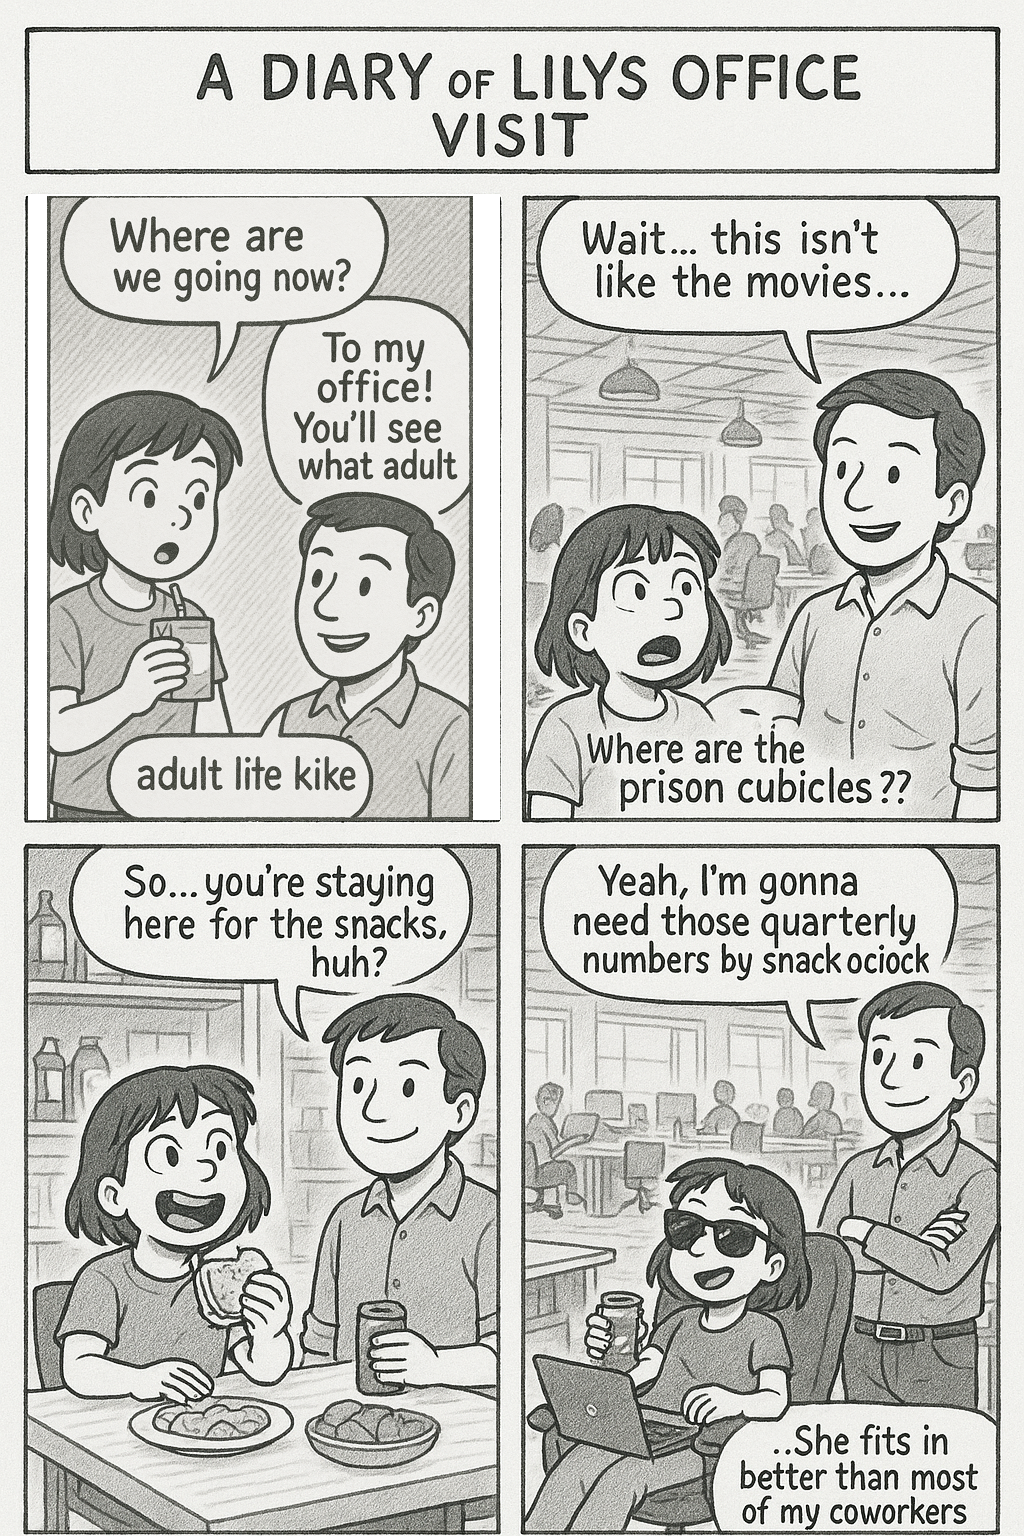 A DIARY OF LILYS OFFICE
VISIT
Where are
we going now?
To my
office!
You'll see
what adult
adult lite kike
Wait... this isn't
like the movies...
Where are the
prison cubicles??
So... you're staying
here for the snacks,
huh?
Yeah, I'm gonna
need those quarterly
numbers by snack ociock
..She fits in
better than most
of my coworkers